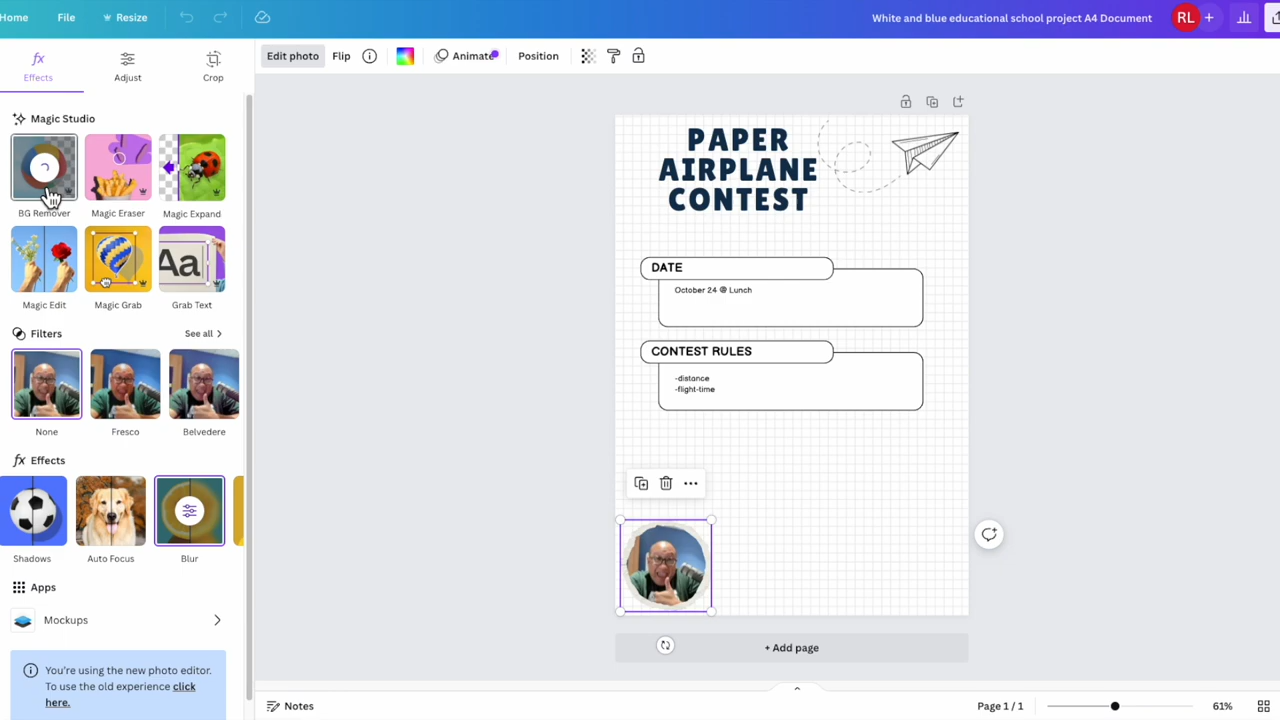 Home File Resize White and blue educational school project A4 Document RL +
Effects Adjust Crop
Edit photo Flip Animate Position
Magic Studio
BG Remover Magic Eraser Magic Expand
Aa
Magic Edit Magic Grab Grab Text
Filters See all
None Fresco Belvedere
fx Effects
Shadows Auto Focus Blur
Apps
Mockups
You're using the new photo editor.
To use the old experience click
here.
PAPER
AIRPLANE
CONTEST
DATE
October 24 @ Lunch
CONTEST RULES
-distance
-flight-time
+ Add page
Notes Page 1 / 1 61%